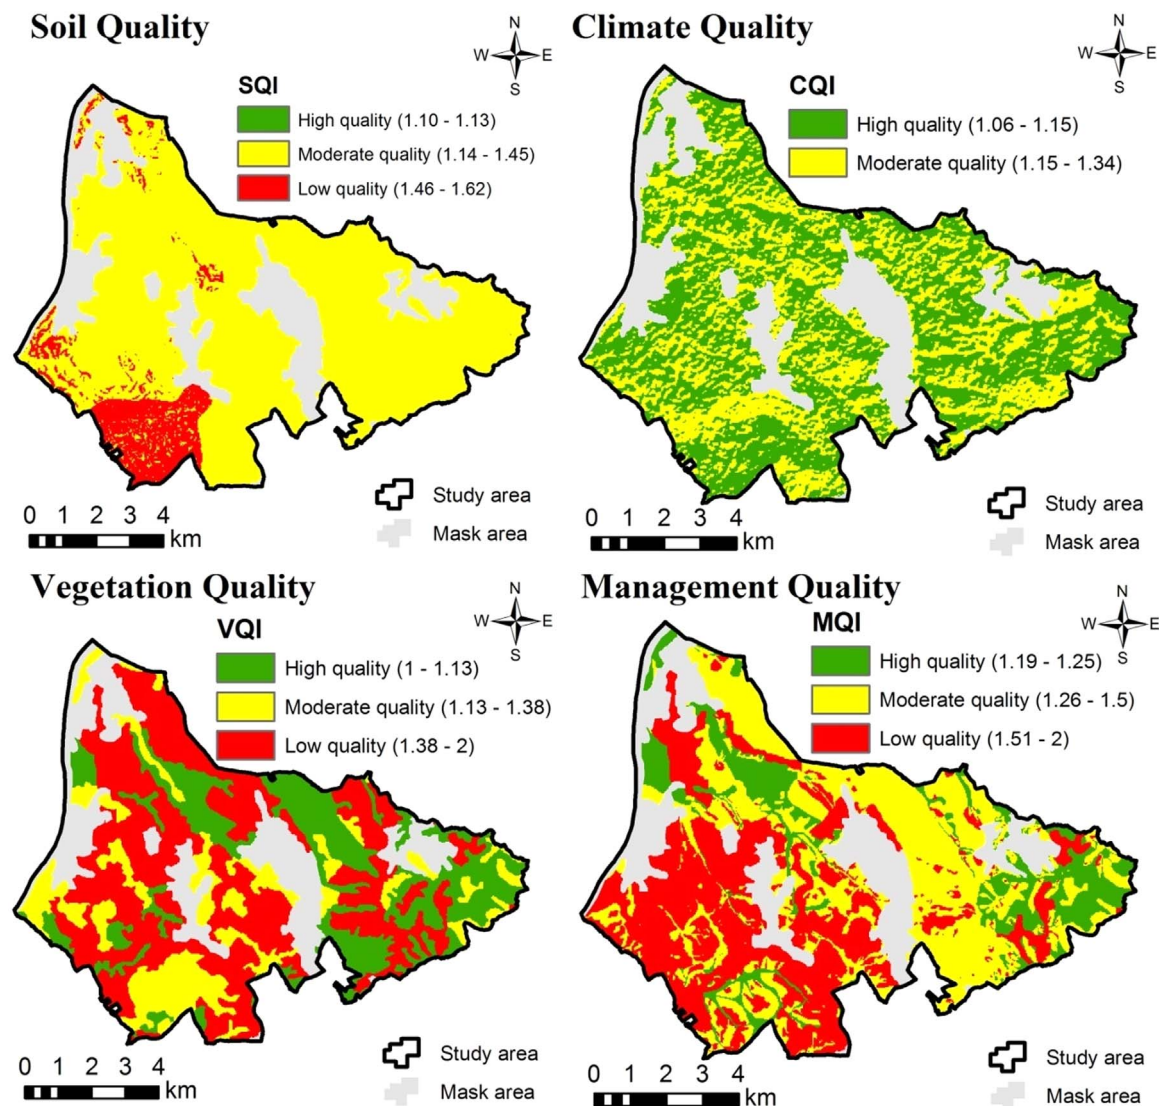 Soil Quality
N
W E
S
SQI
High quality (1.10 - 1.13)
Moderate quality (1.14 - 1.45)
Low quality (1.46 - 1.62)
0 1 2 3 4
km
Study area
Mask area
Climate Quality
N
W E
S
CQI
High quality (1.06 - 1.15)
Moderate quality (1.15 - 1.34)
0 1 2 3 4
km
Study area
Mask area
Vegetation Quality
N
W E
S
VQI
High quality (1 - 1.13)
Moderate quality (1.13 - 1.38)
Low quality (1.38 - 2)
0 1 2 3 4
km
Study area
Mask area
Management Quality
N
W E
S
MQI
High quality (1.19 - 1.25)
Moderate quality (1.26 - 1.5)
Low quality (1.51 - 2)
0 1 2 3 4
km
Study area
Mask area